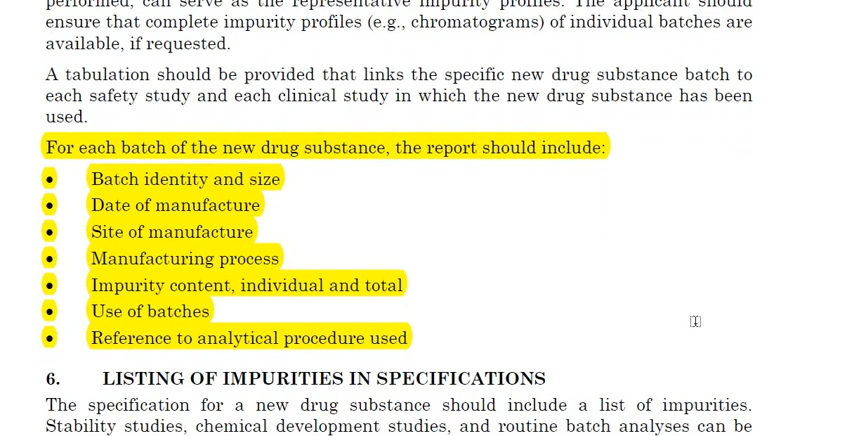 performed, can serve as the representative impurity profiles. The applicant should
ensure that complete impurity profiles (e.g., chromatograms) of individual batches are
available, if requested.
A tabulation should be provided that links the specific new drug substance batch to
each safety study and each clinical study in which the new drug substance has been
used.
For each batch of the new drug substance, the report should include:
• Batch identity and size
• Date of manufacture
• Site of manufacture
• Manufacturing process
• Impurity content, individual and total
• Use of batches
• Reference to analytical procedure used
6. LISTING OF IMPURITIES IN SPECIFICATIONS
The specification for a new drug substance should include a list of impurities.
Stability studies, chemical development studies, and routine batch analyses can be